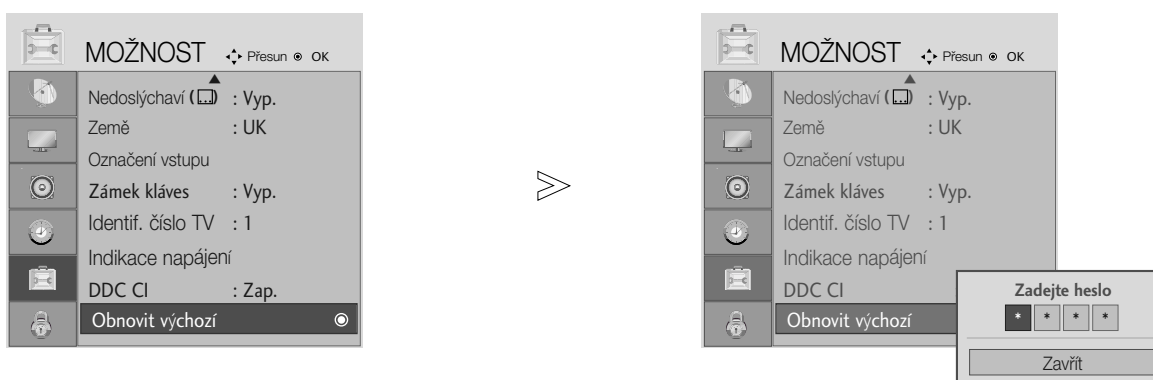 MOŽNOST Přesun OK
Nedoslýchaví (...) : Vyp.
Země : UK
Označení vstupu
Zámek kláves : Vyp.
Identif. číslo TV : 1
Indikace napájení
DDC CI : Zap.
Obnovit výchozí
MOŽNOST Přesun OK
Nedoslýchaví (...) : Vyp.
Země : UK
Označení vstupu
Zámek kláves : Vyp.
Identif. číslo TV : 1
Indikace napájení
DDC CI
Obnovit výchozí
Zadejte heslo
* * * *
Zavřít